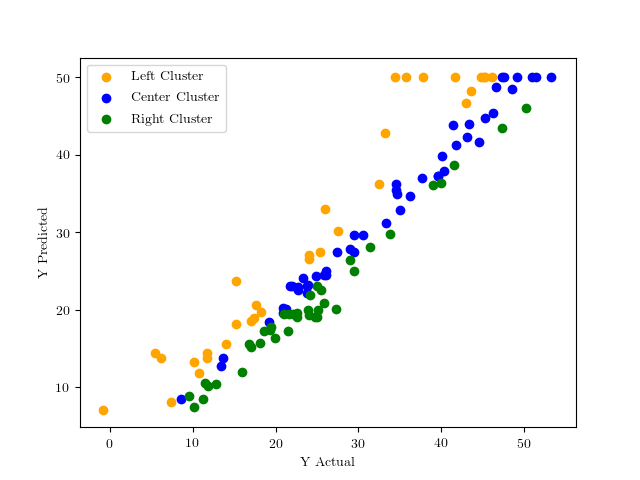 Left Cluster
Center Cluster
Right Cluster
50
40
30
20
10
Y Predicted
0 10 20 30 40 50
Y Actual